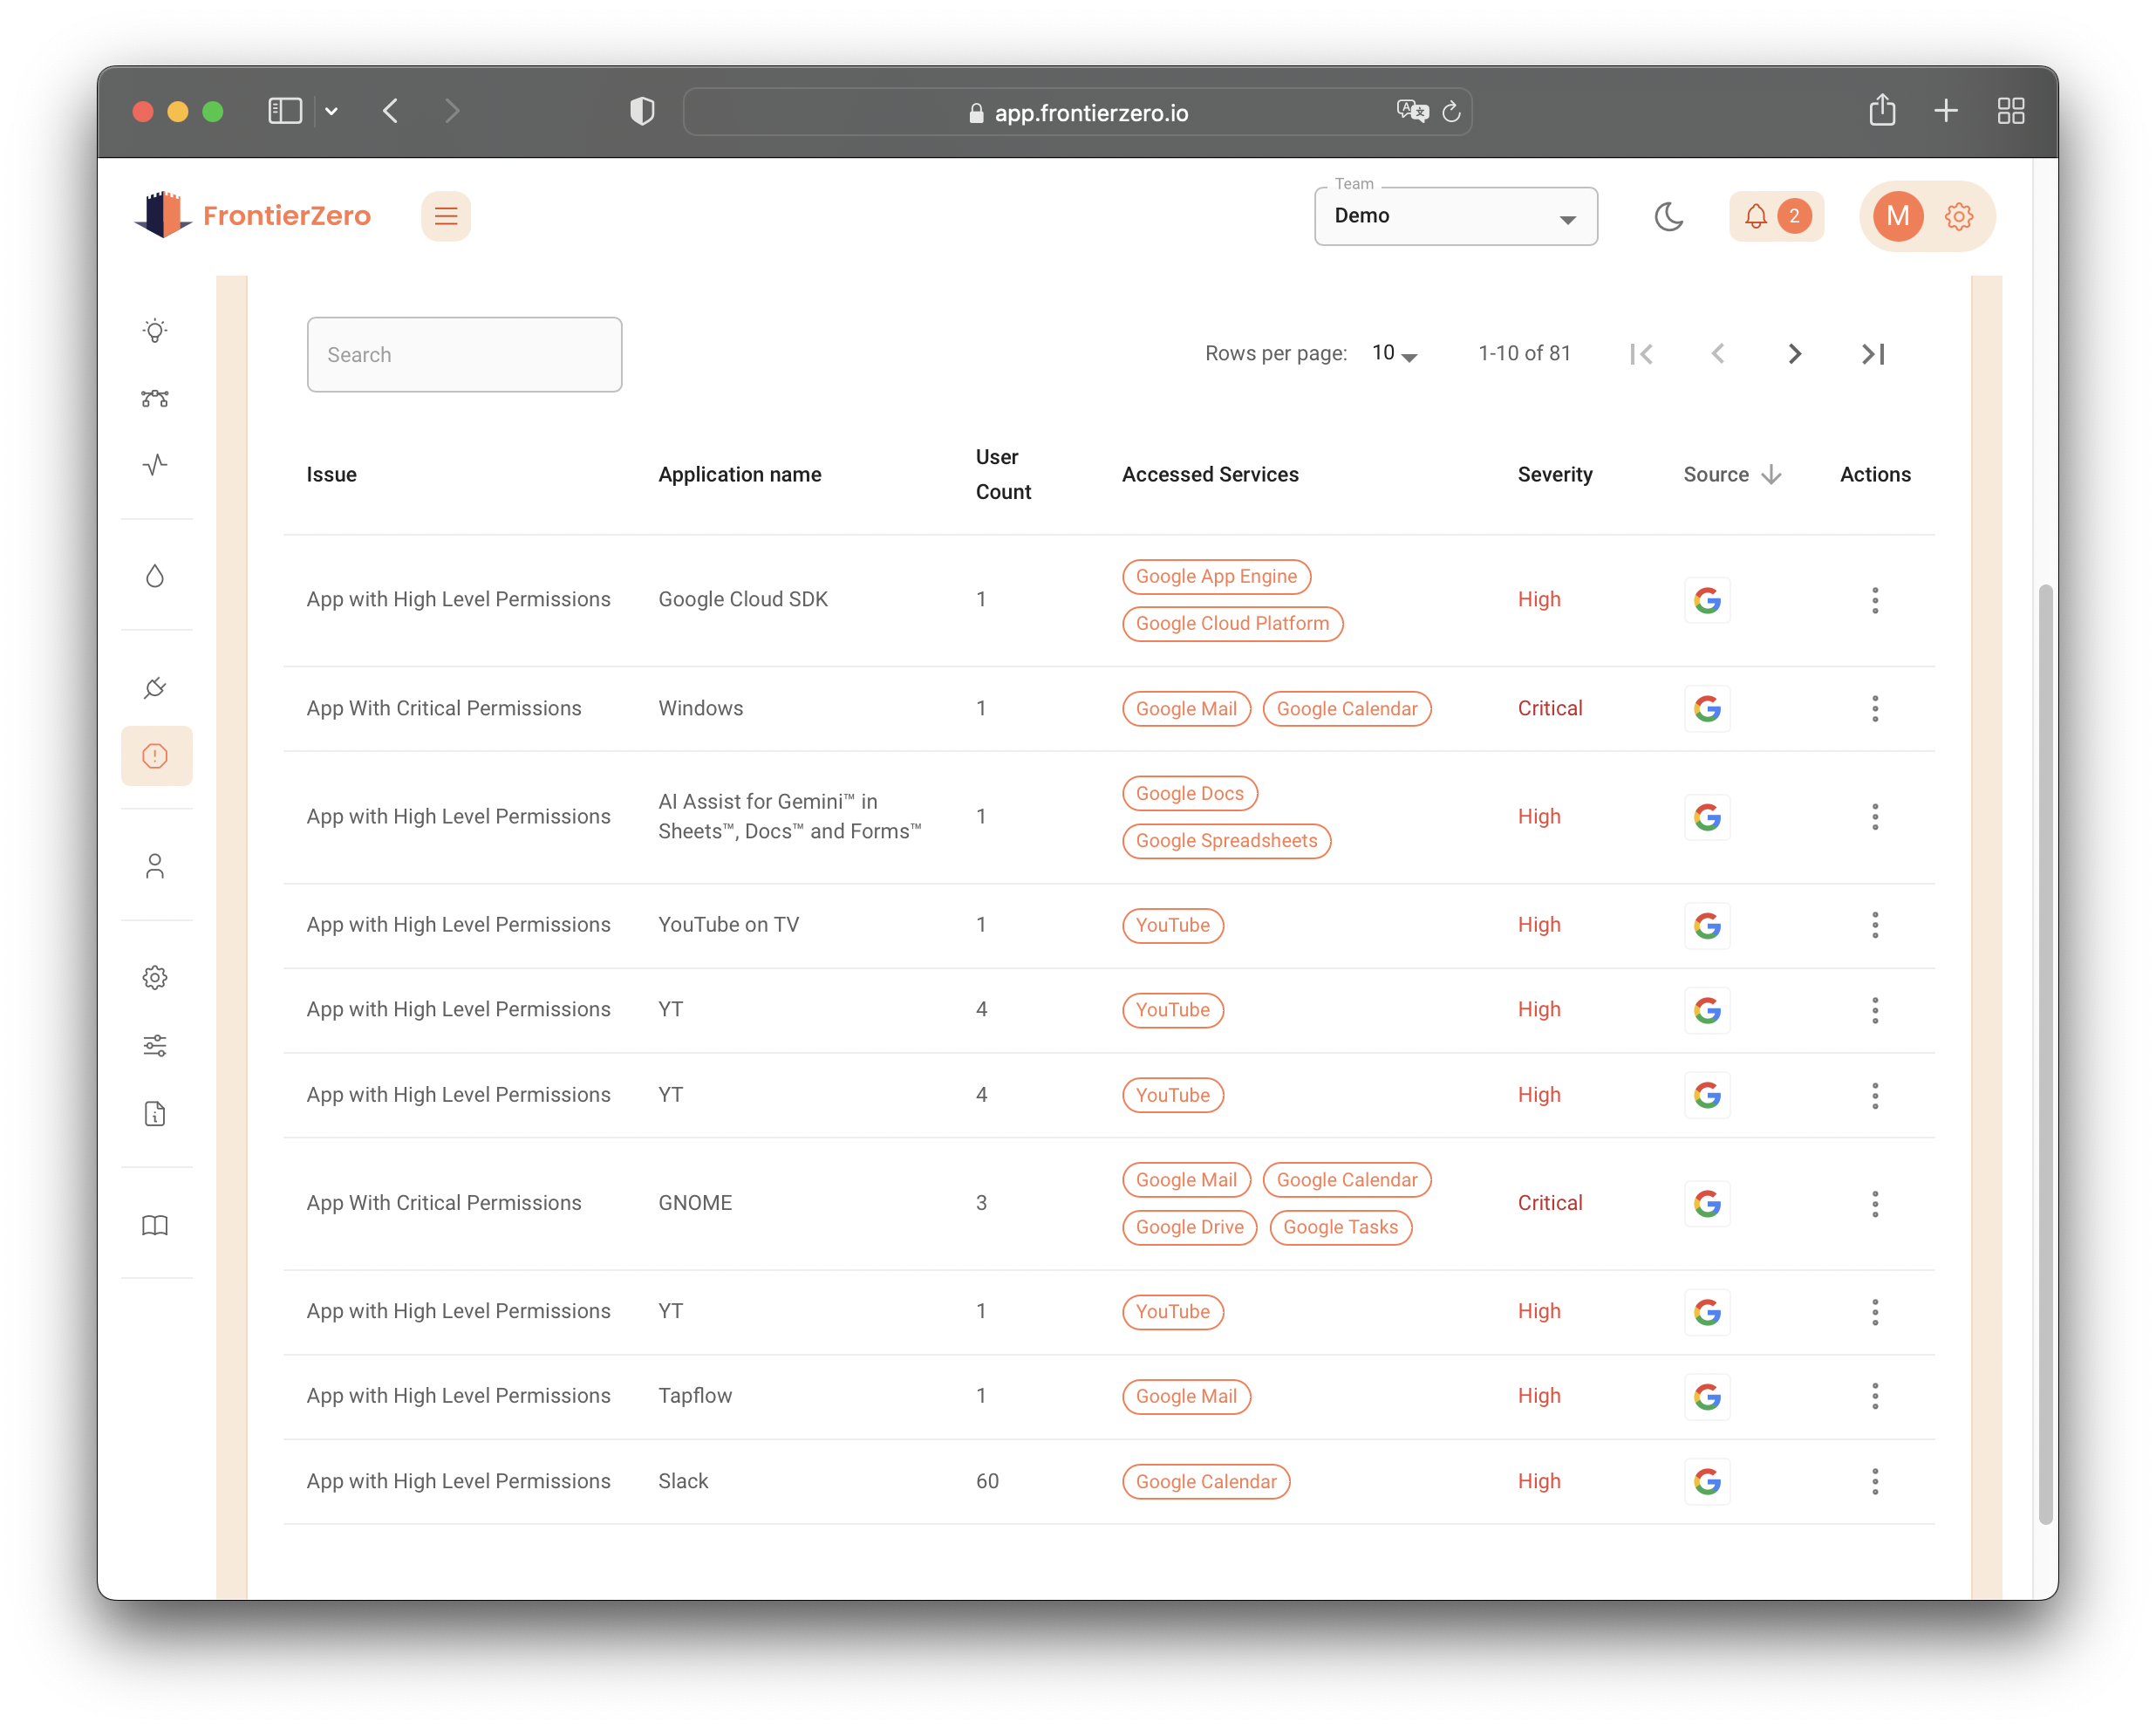 app.frontierzero.io
FrontierZero
Team
Demo
2
M
Search
Rows per page: 10 1-10 of 81
Issue Application name User Count Accessed Services Severity Source Actions
App with High Level Permissions Google Cloud SDK 1 Google App Engine Google Cloud Platform High
App With Critical Permissions Windows 1 Google Mail Google Calendar Critical
App with High Level Permissions AI Assist for Gemini™ in Sheets™, Docs™ and Forms™ 1 Google Docs Google Spreadsheets High
App with High Level Permissions YouTube on TV 1 YouTube High
App with High Level Permissions YT 4 YouTube High
App with High Level Permissions YT 4 YouTube High
App With Critical Permissions GNOME 3 Google Mail Google Calendar Google Drive Google Tasks Critical
App with High Level Permissions YT 1 YouTube High
App with High Level Permissions Tapflow 1 Google Mail High
App with High Level Permissions Slack 60 Google Calendar High